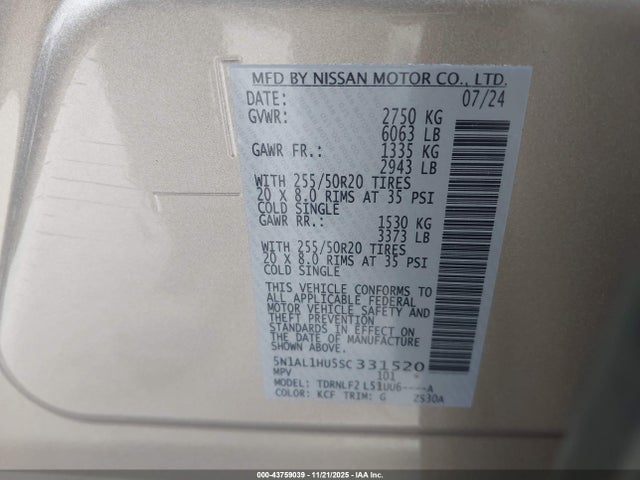 MFD BY NISSAN MOTOR CO., LTD.
DATE: 07/24
GVWR: 2750 KG
6063 LB
GAWR FR.: 1335 KG
2943 LB
WITH 255/50R20 TIRES
20 X 8.0 RIMS AT 35 PSI
COLD SINGLE
GAWR RR.: 1530 KG
3373 LB
WITH 255/50R20 TIRES
20 X 8.0 RIMS AT 35 PSI
COLD SINGLE
THIS VEHICLE CONFORMS TO
ALL APPLICABLE FEDERAL
MOTOR VEHICLE SAFETY AND
THEFT PREVENTION
STANDARDS IN EFFECT ON
THE DATE OF MANUFACTURE
SHOWN ABOVE.
5N1AL1HU5SC331520
MPV 101
MODEL: TDRNLF2 L51UU6----A
COLOR: KCF TRIM: G 2S30A
000-43759039 - 11/21/2025 - IAA Inc.